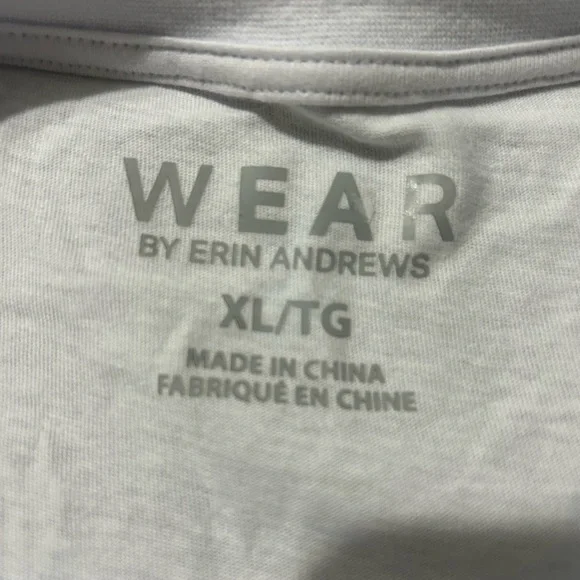 WEAR
BY ERIN ANDREWS
XL/TG
MADE IN CHINA
FABRIQUÉ EN CHINE